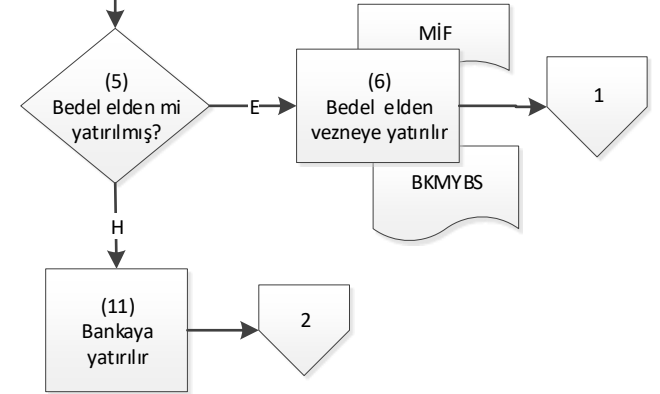 MİF
(5)
Bedel elden mi
yatırılmış?
E
(6)
Bedel elden
vezneye yatırılır
1
BKMYBS
H
(11)
Bankaya
yatırılır
2